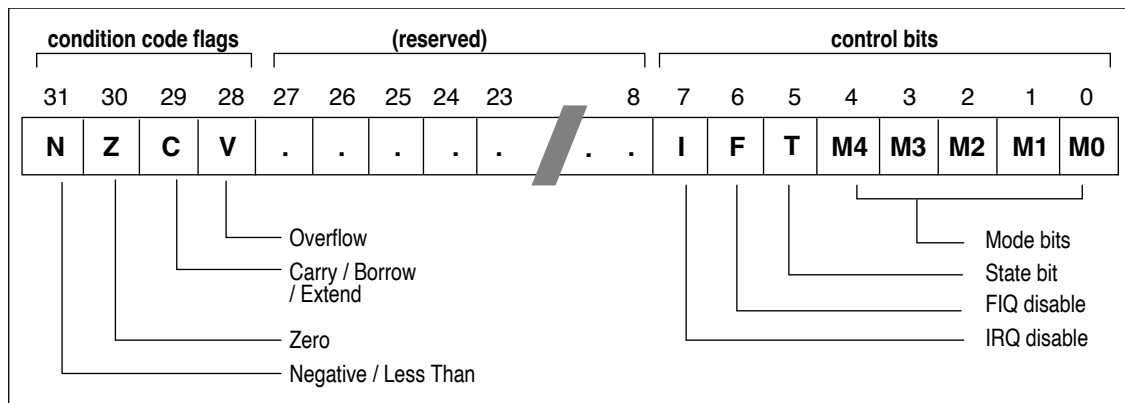 condition code flags (reserved) control bits
31 30 29 28 27 26 25 24 23 8 7 6 5 4 3 2 1 0
N Z C V . . . . . . . I F T M4 M3 M2 M1 M0
Overflow
Carry / Borrow
/ Extend
Zero
Negative / Less Than
Mode bits
State bit
FIQ disable
IRQ disable